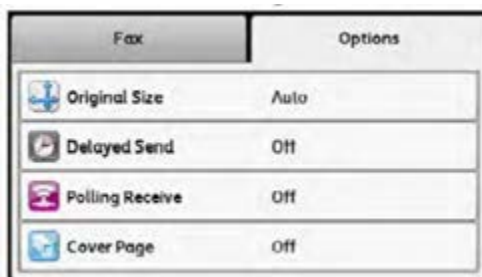 Fax Options
Original Size Auto
Delayed Send Off
Polling Receive Off
Cover Page Off